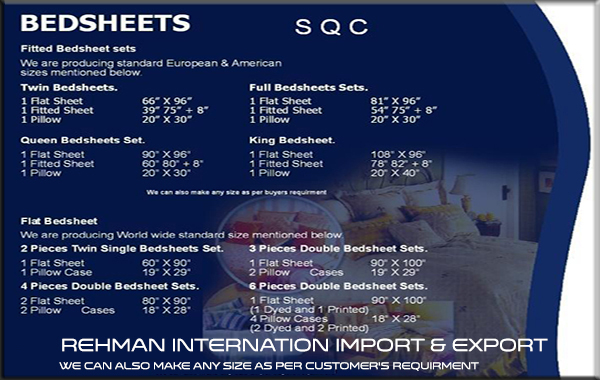 BEDSHEETS
S Q C
Fitted Bedsheet sets
We are producing standard European & American
sizes mentioned below.
Twin Bedsheets.
1 Flat Sheet 66” X 96”
1 Fitted Sheet 39” 75” + 8”
1 Pillow 20” X 30”
Full Bedsheets Sets.
1 Flat Sheet 81” X 96”
1 Fitted Sheet 54” 75” + 8”
1 Pillow 20” X 30”
Queen Bedsheets Set.
1 Flat Sheet 90" X 96"
1 Fitted Sheet 60" 80" + 8"
1 Pillow 20" X 30"
King Bedsheet.
1 Flat Sheet 108" X 96"
1 Fitted Sheet 78" 82" + 8"
1 Pillow 20" X 40"
We can also make any size as per buyers requirment
Flat Bedsheet
We are producing World wide standard size mentioned below.
2 Pieces Twin Single Bedsheets Set.
1 Flat Sheet 60" X 90"
1 Pillow Case 19" X 29"
3 Pieces Double Bedsheet Sets.
1 Flat Sheet 90" X 100"
2 Pillow Cases 19" X 29"
4 Pieces Double Bedsheet Sets.
2 Flat Sheet 80" X 90"
2 Pillow Cases 18" X 28"
6 Pieces Double Bedsheet Sets.
1 Flat Sheet 90" X 100"
(1 Dyed and 1 Printed)
4 Pillow Cases 18" X 28"
(2 Dyed and 2 Printed)
REHMAN INTERNATION IMPORT & EXPORT
WE CAN ALSO MAKE ANY SIZE AS PER CUSTOMER'S REQUIRMENT